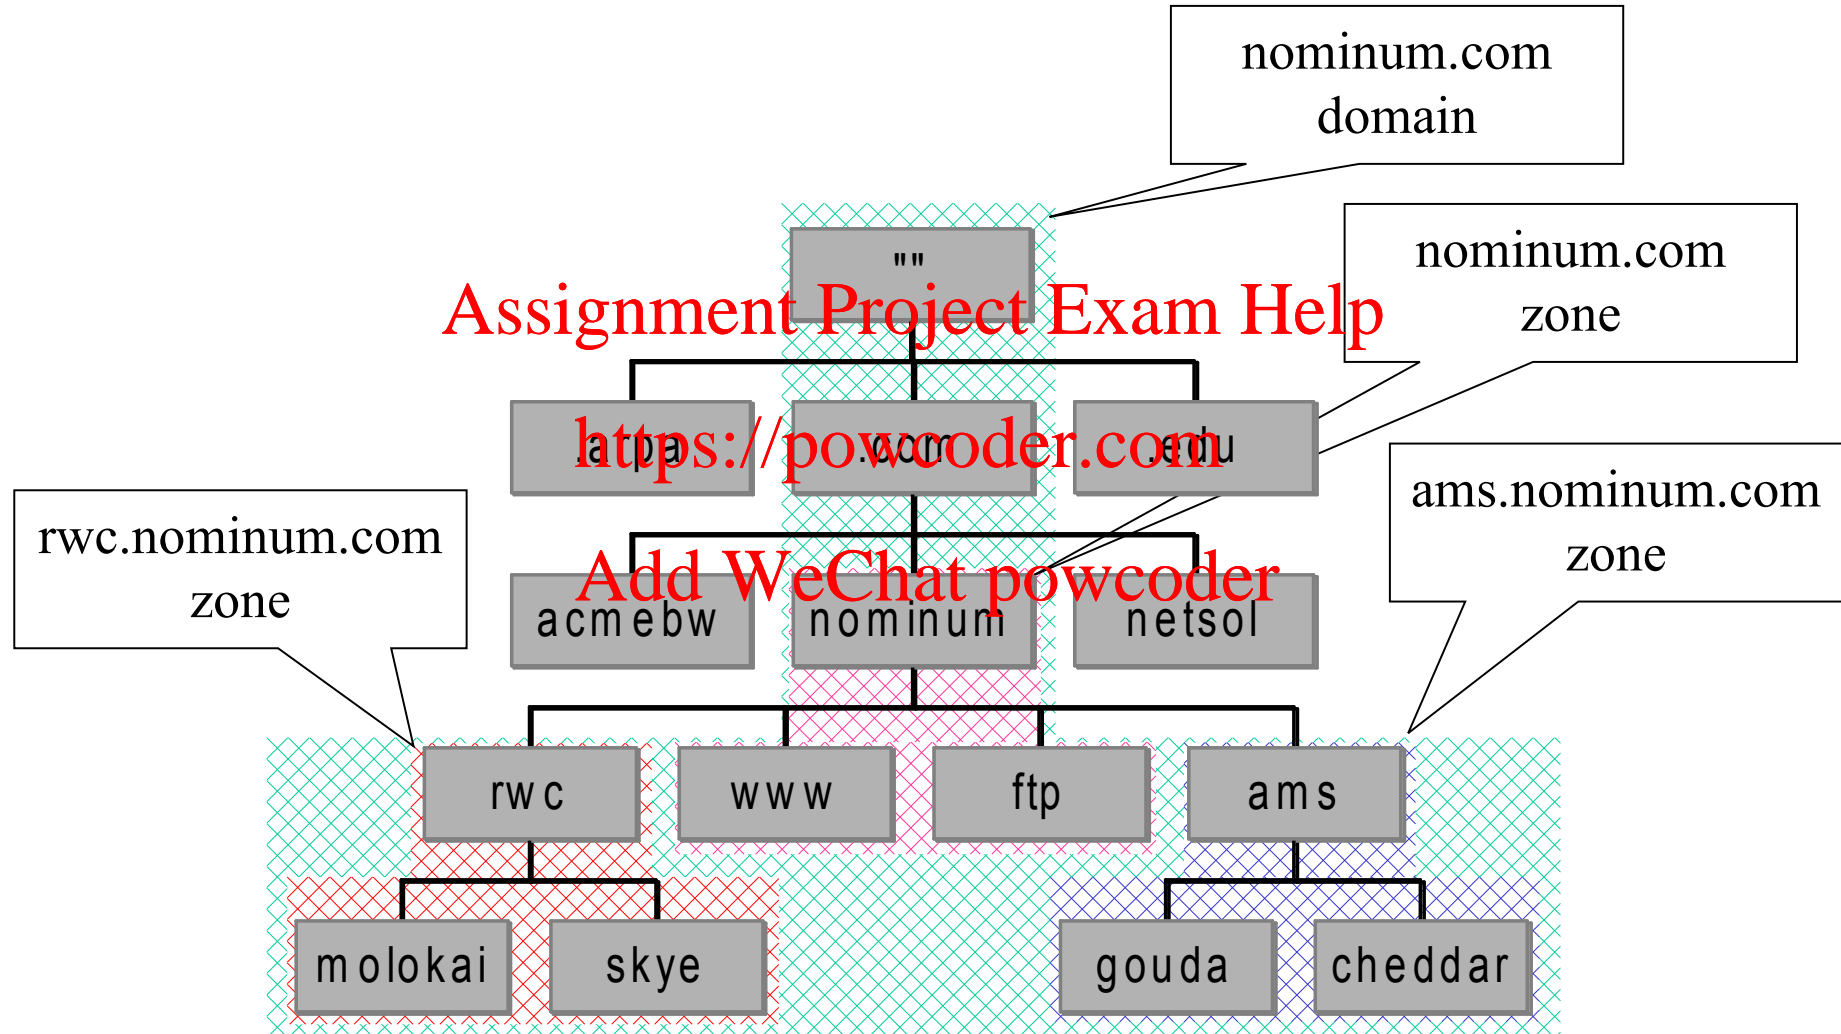 nominum.com
domain
nominum.com
zone
""
Assignment Project Exam Help
.arpa
.com
.edu
https://powcoder.com
ams.nominum.com
zone
rwc.nominum.com
zone
Add WeChat powcoder
acmebw
nominum
netsol
rwc
www
ftp
ams
molokai
skye
gouda
cheddar